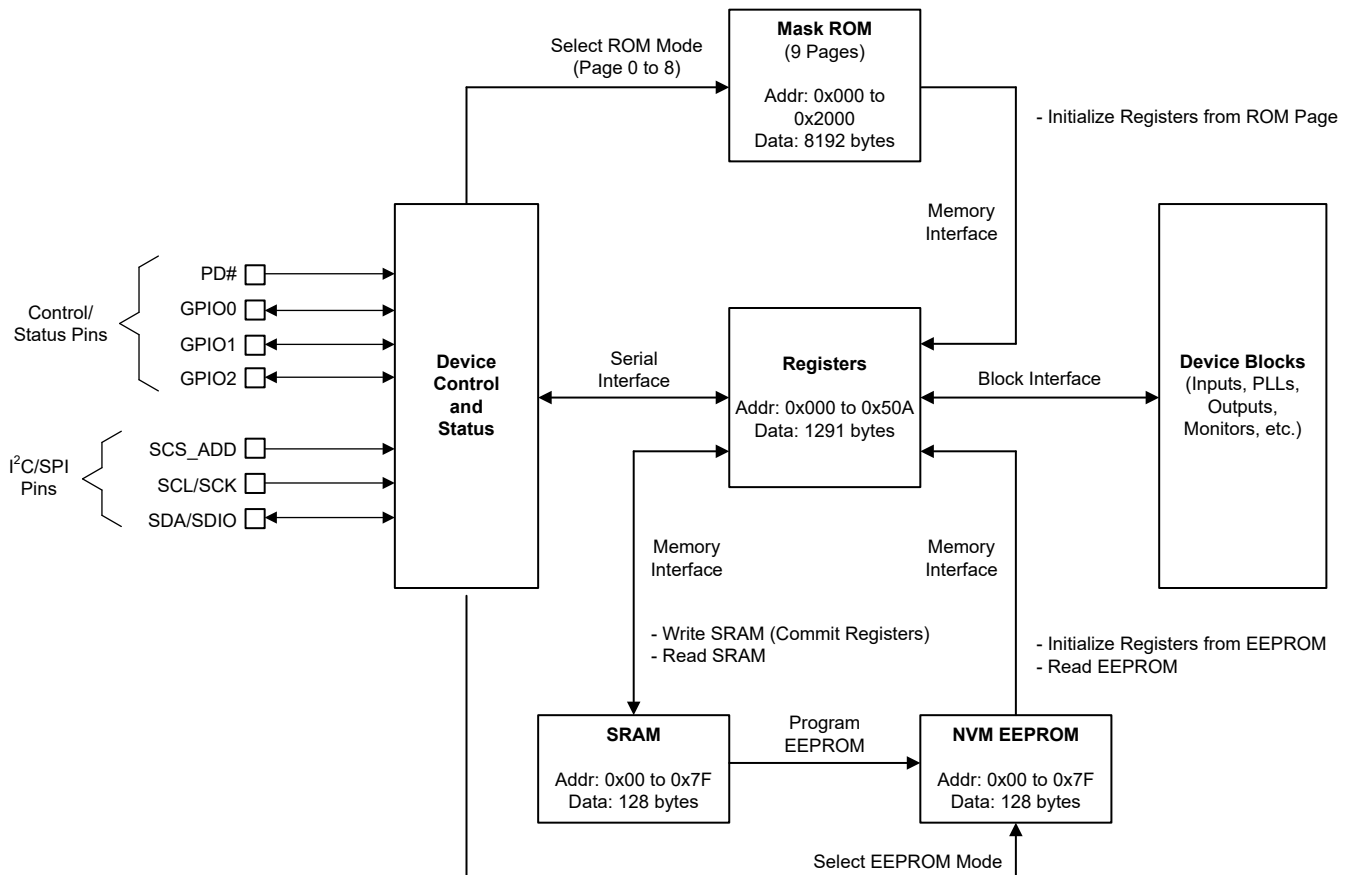 Mask ROM
(9 Pages)
Addr: 0x000 to
0x2000
Data: 8192 bytes
Select ROM Mode
(Page 0 to 8)
- Initialize Registers from ROM Page
Memory
Interface
Control/
Status Pins
PD#
GPIO0
GPIO1
GPIO2
I²C/SPI
Pins
SCS_ADD
SCL/SCK
SDA/SDIO
Device
Control
and
Status
Serial
Interface
Registers
Addr: 0x000 to 0x50A
Data: 1291 bytes
Block Interface
Device Blocks
(Inputs, PLLs,
Outputs,
Monitors, etc.)
Memory
Interface
- Write SRAM (Commit Registers)
- Read SRAM
Memory
Interface
- Initialize Registers from EEPROM
- Read EEPROM
SRAM
Addr: 0x00 to 0x7F
Data: 128 bytes
Program
EEPROM
NVM EEPROM
Addr: 0x00 to 0x7F
Data: 128 bytes
Select EEPROM Mode